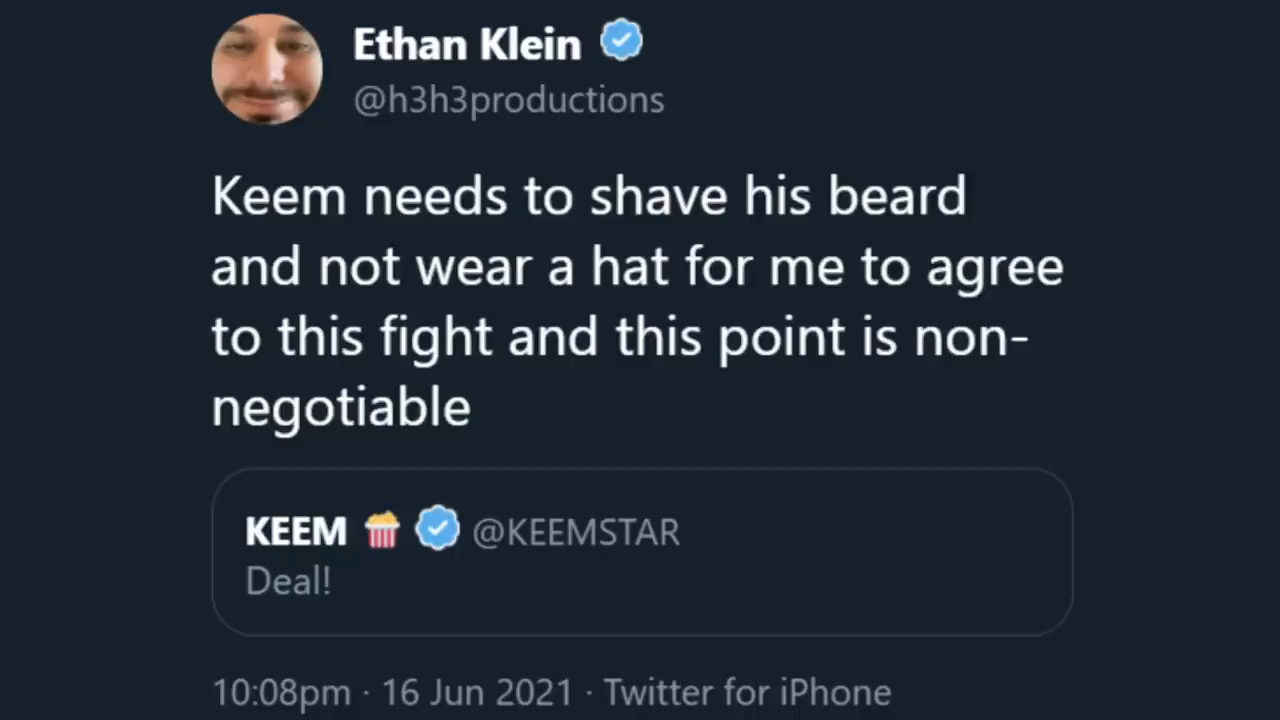 Ethan Klein
@h3h3productions
Keem needs to shave his beard
and not wear a hat for me to agree
to this fight and this point is non-
negotiable
KEEM 🍿 @KEEMSTAR
Deal!
10:08pm · 16 Jun 2021 · Twitter for iPhone